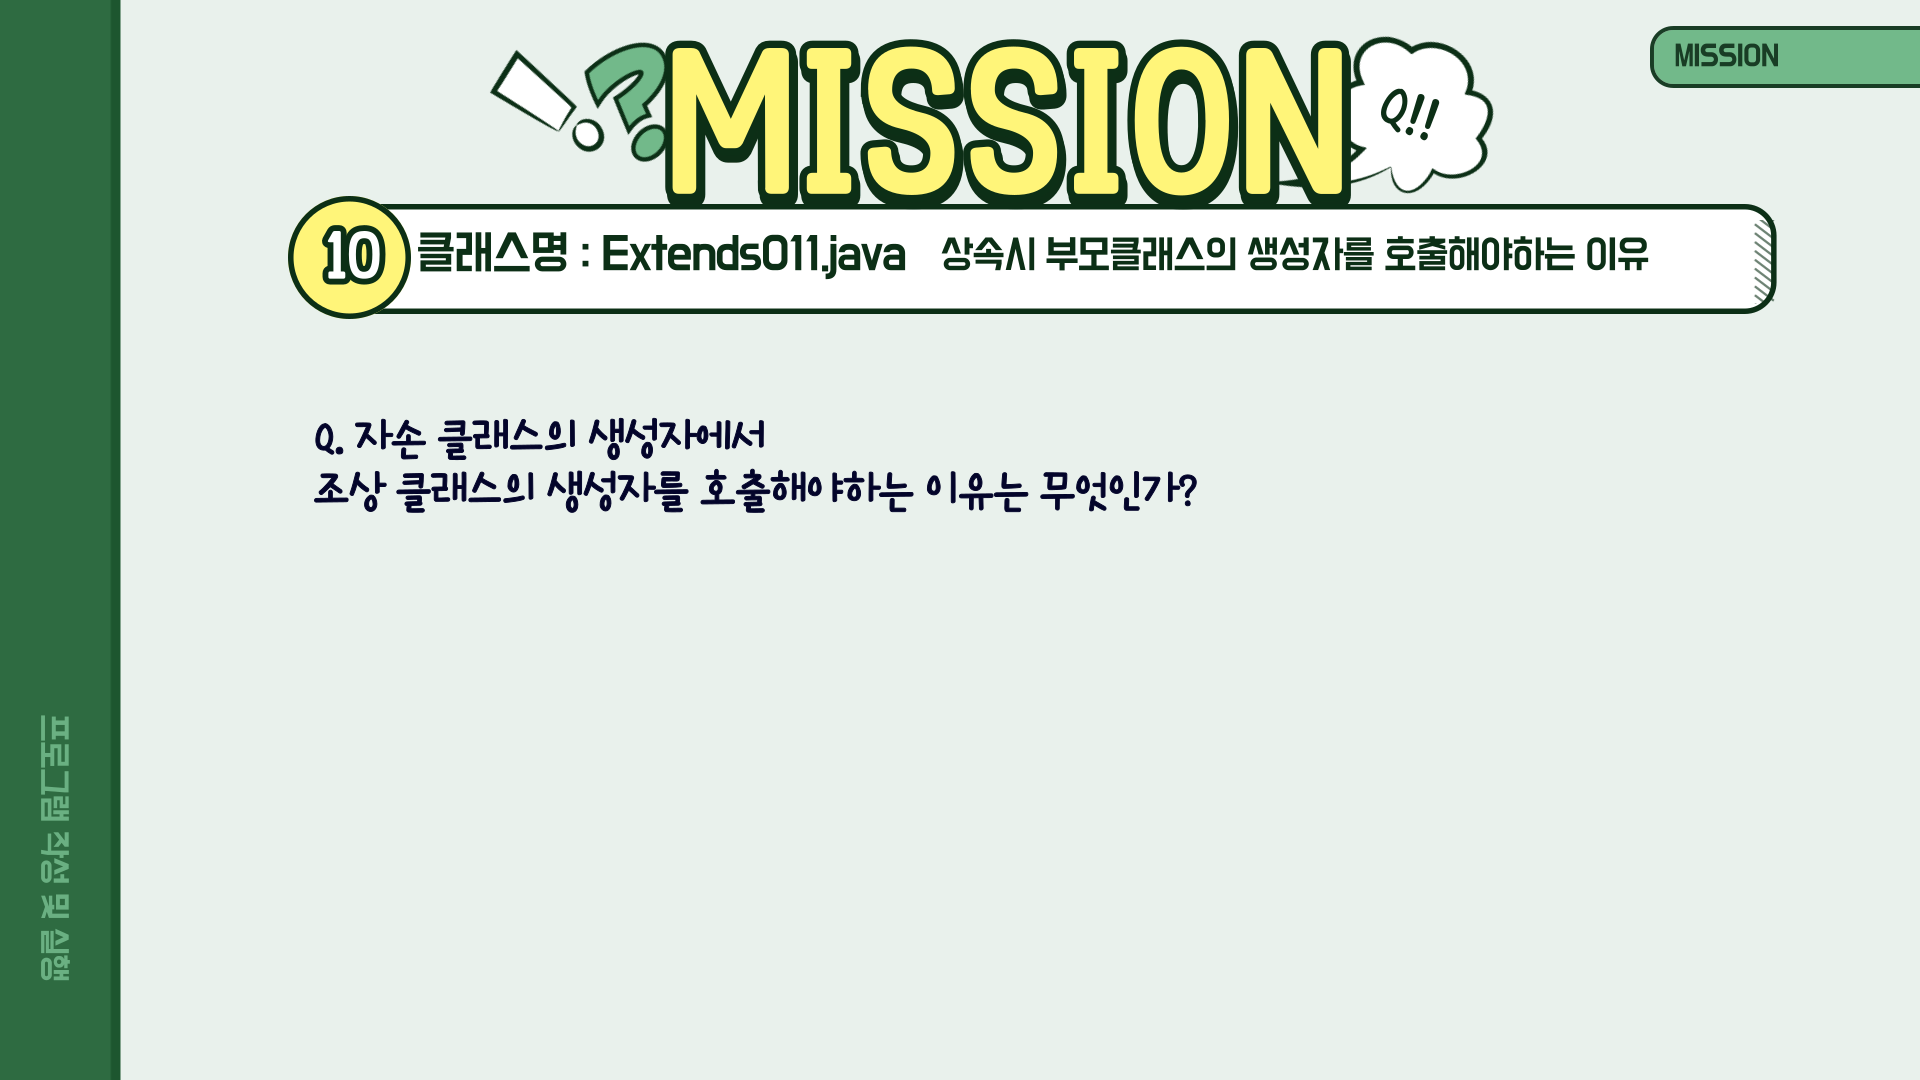 MISSION
MISSION
Q!!
10
클래스명 : Extends011.java 상속시 부모클래스의 생성자를 호출해야하는 이유
Q. 자손 클래스의 생성자에서
조상 클래스의 생성자를 호출해야하는 이유는 무엇인가?
프로그램 작성 및 실행